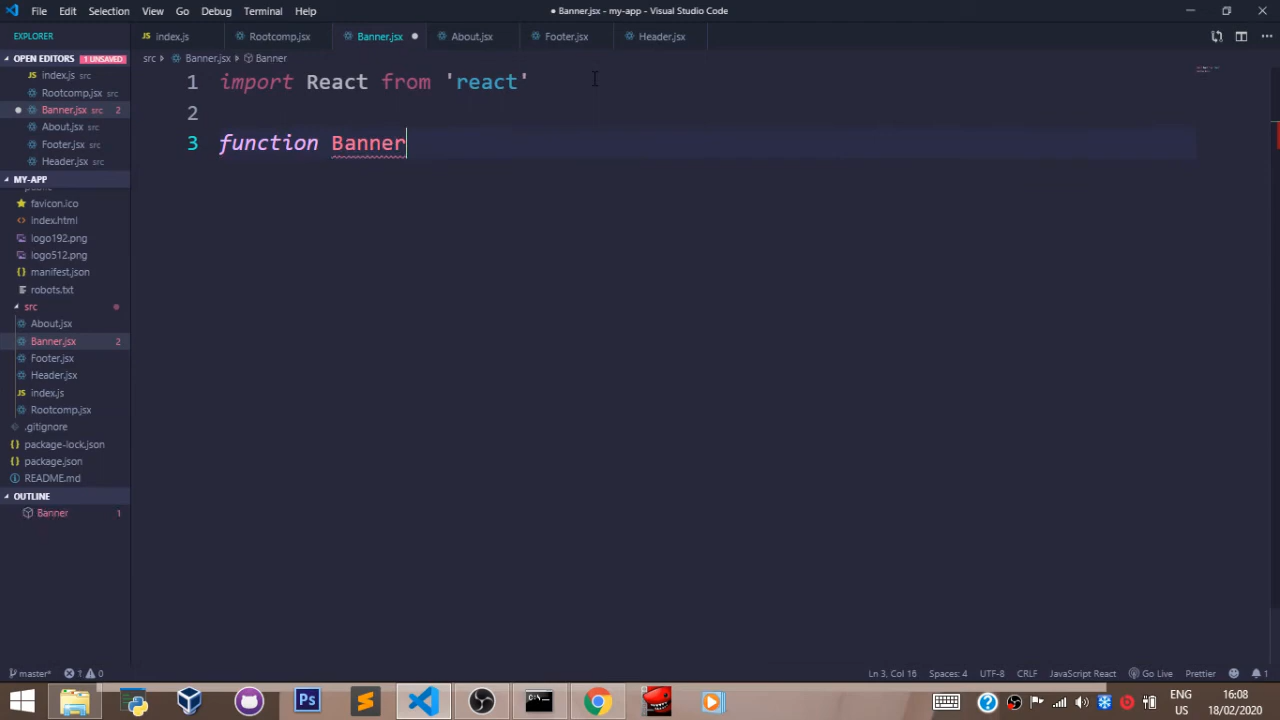 File Edit Selection View Go Debug Terminal Help
● Banner.jsx - my-app - Visual Studio Code
EXPLORER
OPEN EDITORS 1 UNSAVED
index.js src
Rootcomp.jsx src
Banner.jsx src 2
About.jsx src
Footer.jsx src
Header.jsx src
MY-APP
favicon.ico
index.html
logo192.png
logo512.png
manifest.json
robots.txt
src
About.jsx
Banner.jsx 2
Footer.jsx
Header.jsx
index.js
Rootcomp.jsx
.gitignore
package-lock.json
package.json
README.md
OUTLINE
Banner 1
index.js Rootcomp.jsx Banner.jsx About.jsx Footer.jsx Header.jsx
src Banner.jsx Banner
1 import React from 'react'
2
3 function Banner
master* 1 0
Ln 3, Col 16 Spaces: 4 UTF-8 CRLF JavaScript React Go Live Prettier 1
ENG 16:08
US 18/02/2020